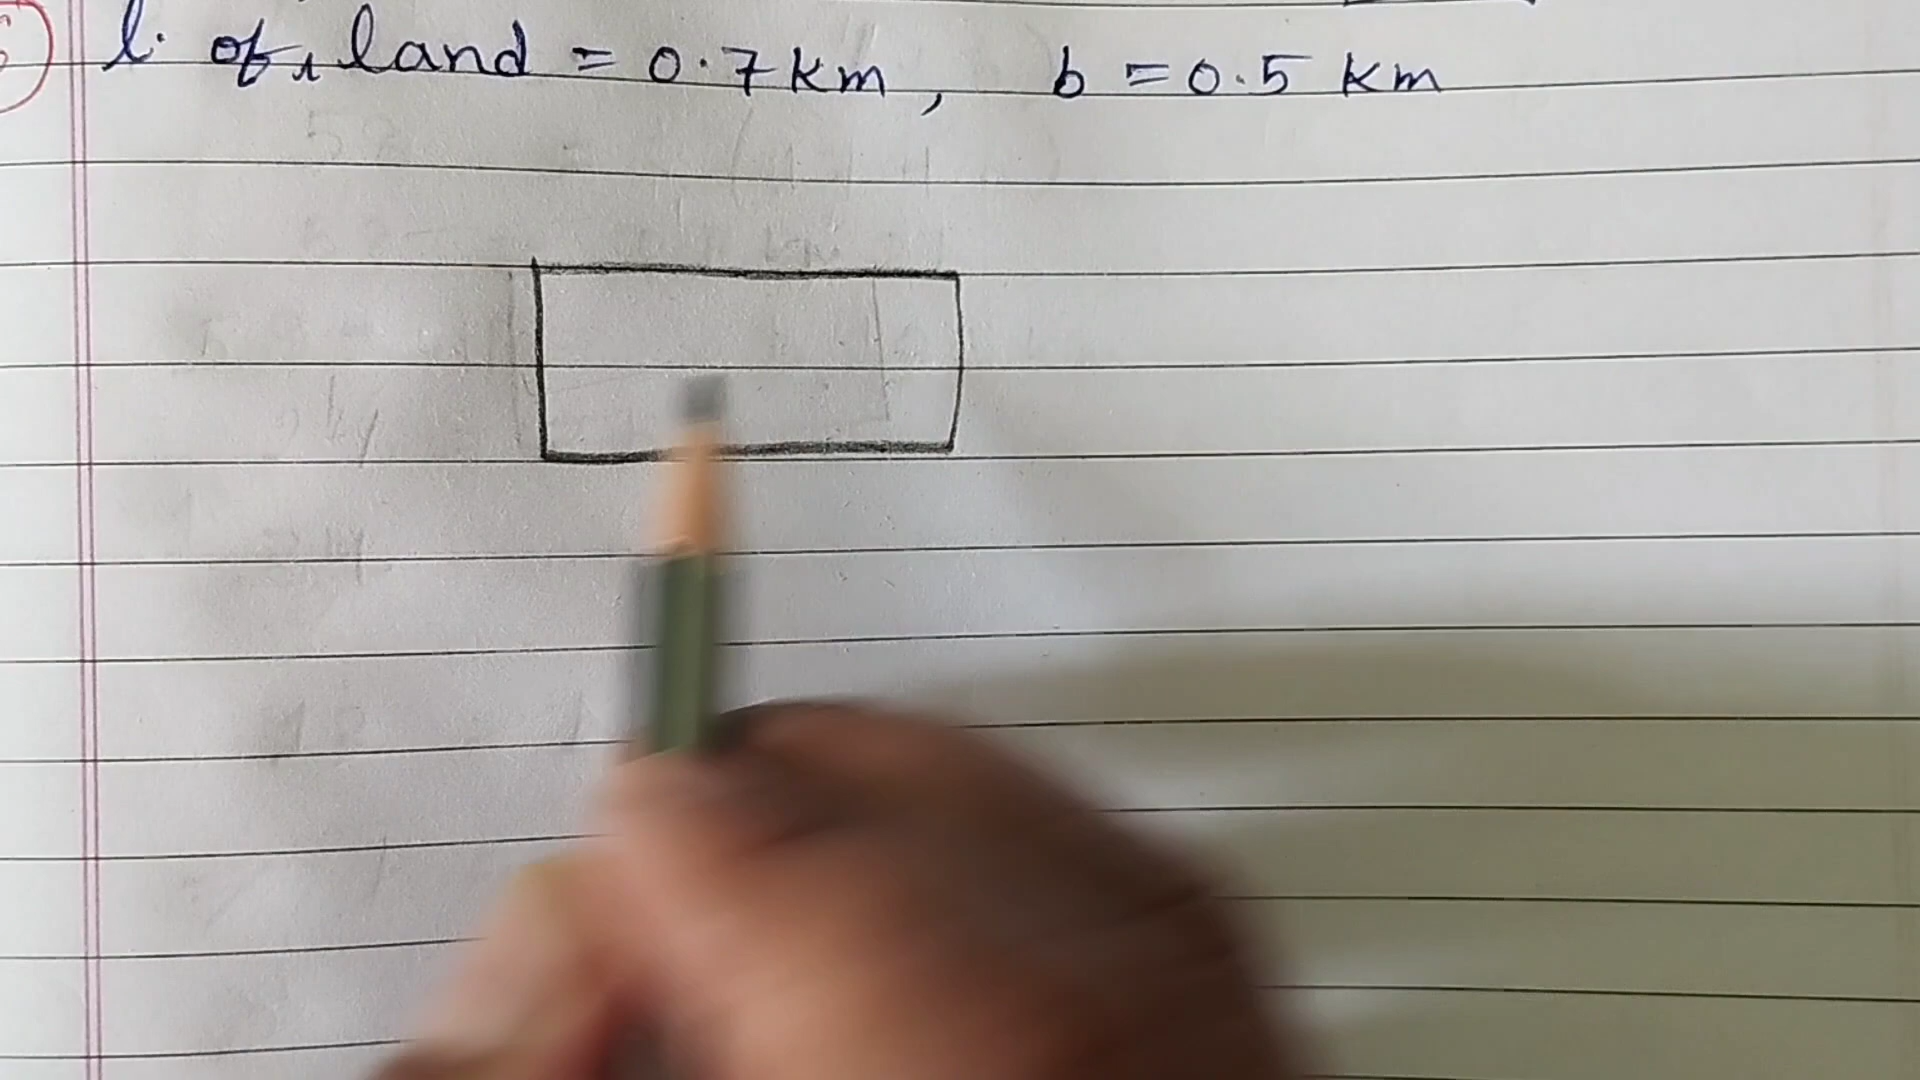 l. of land = 0.7 km, b = 0.5 km